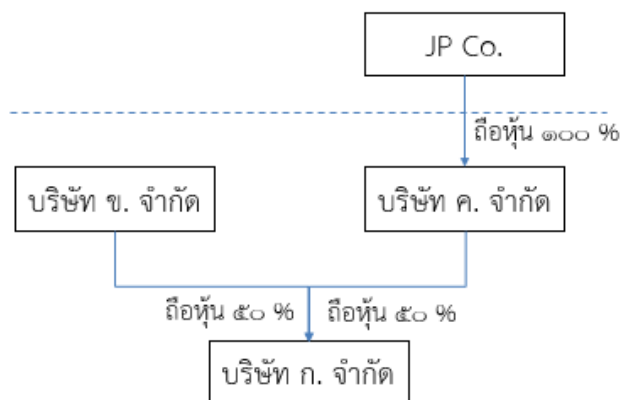 JP Co.
ถือหุ้น ๑๐๐ %
บริษัท ข. จำกัด
บริษัท ค. จำกัด
ถือหุ้น ๕๐ %
ถือหุ้น ๕๐ %
บริษัท ก. จำกัด